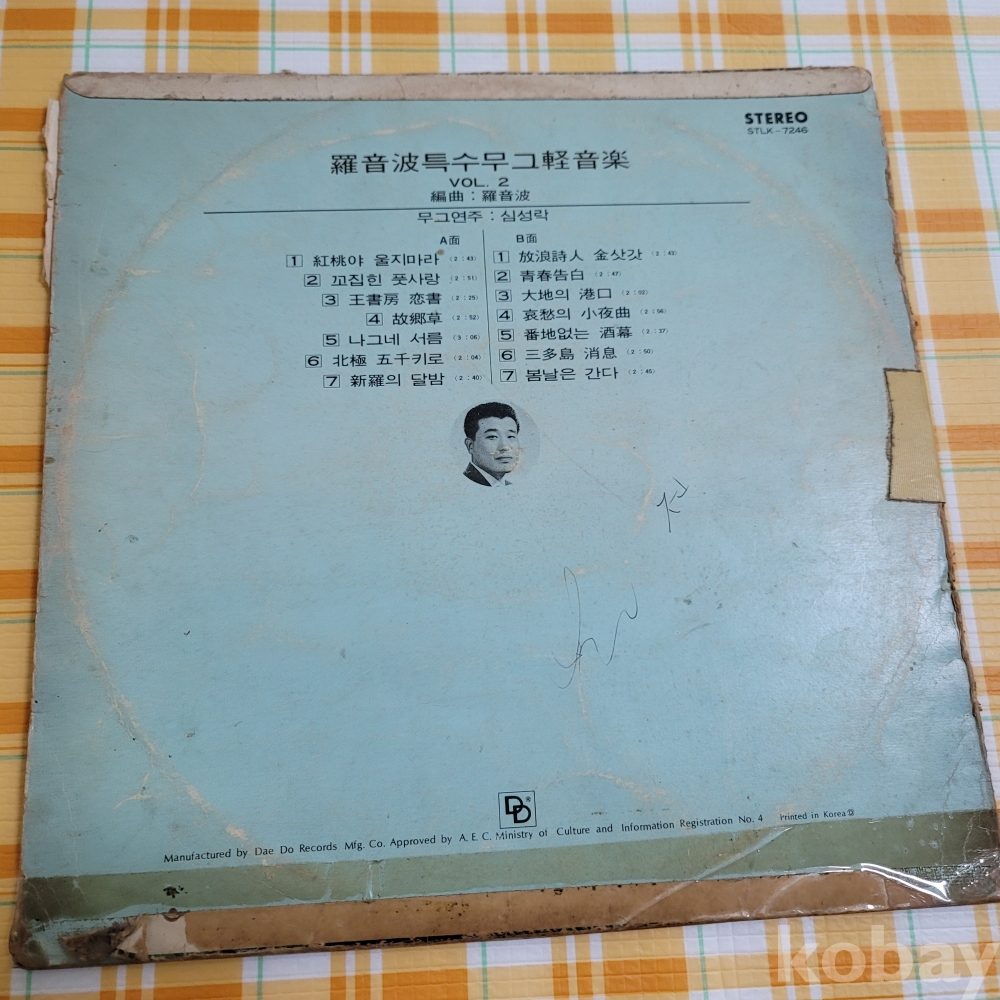 STEREO
STLK-7246
羅音波특수무그軽音楽
VOL. 2
編曲 : 羅音波
무그연주 : 심성락
A面
1 紅桃야 울지마라 (2:43)
2 꼬집힌 풋사랑 (2:51)
3 王書房 恋書 (2:25)
4 故郷草 (2:52)
5 나그네 서름 (3:06)
6 北極 五千키로 (2:04)
7 新羅의 달밤 (2:40)
B面
1 放浪詩人 金삿갓 (2:43)
2 青春告白 (2:47)
3 大地의 港口 (2:02)
4 哀愁의 小夜曲 (2:56)
5 番地없는 酒幕 (2:37)
6 三多島 消息 (2:50)
7 봄날은 간다 (2:45)
DD®
Manufactured by Dae Do Records Mfg. Co. Approved by A. E. C. Ministry of Culture and Information Registration No. 4 Printed in Korea
kobay